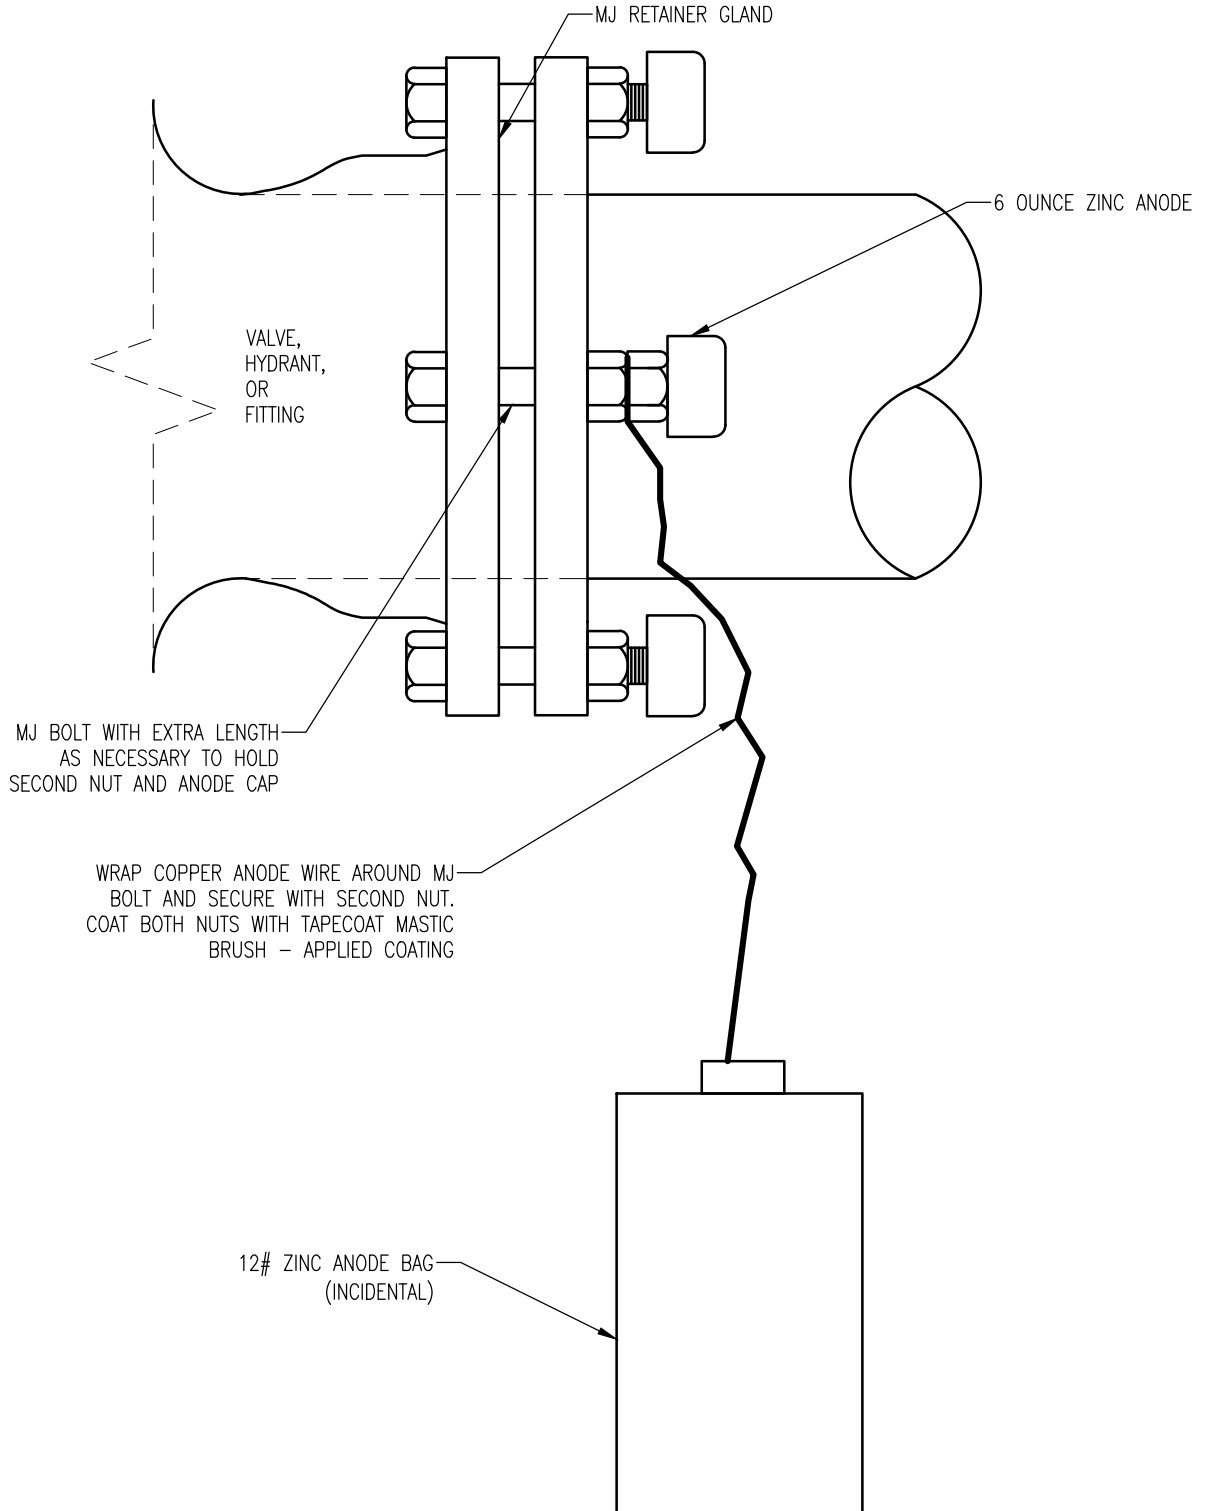 MJ RETAINER GLAND
6 OUNCE ZINC ANODE
VALVE,
HYDRANT,
OR
FITTING
MJ BOLT WITH EXTRA LENGTH
AS NECESSARY TO HOLD
SECOND NUT AND ANODE CAP
WRAP COPPER ANODE WIRE AROUND MJ
BOLT AND SECURE WITH SECOND NUT.
COAT BOTH NUTS WITH TAPECOAT MASTIC
BRUSH – APPLIED COATING
12# ZINC ANODE BAG
(INCIDENTAL)